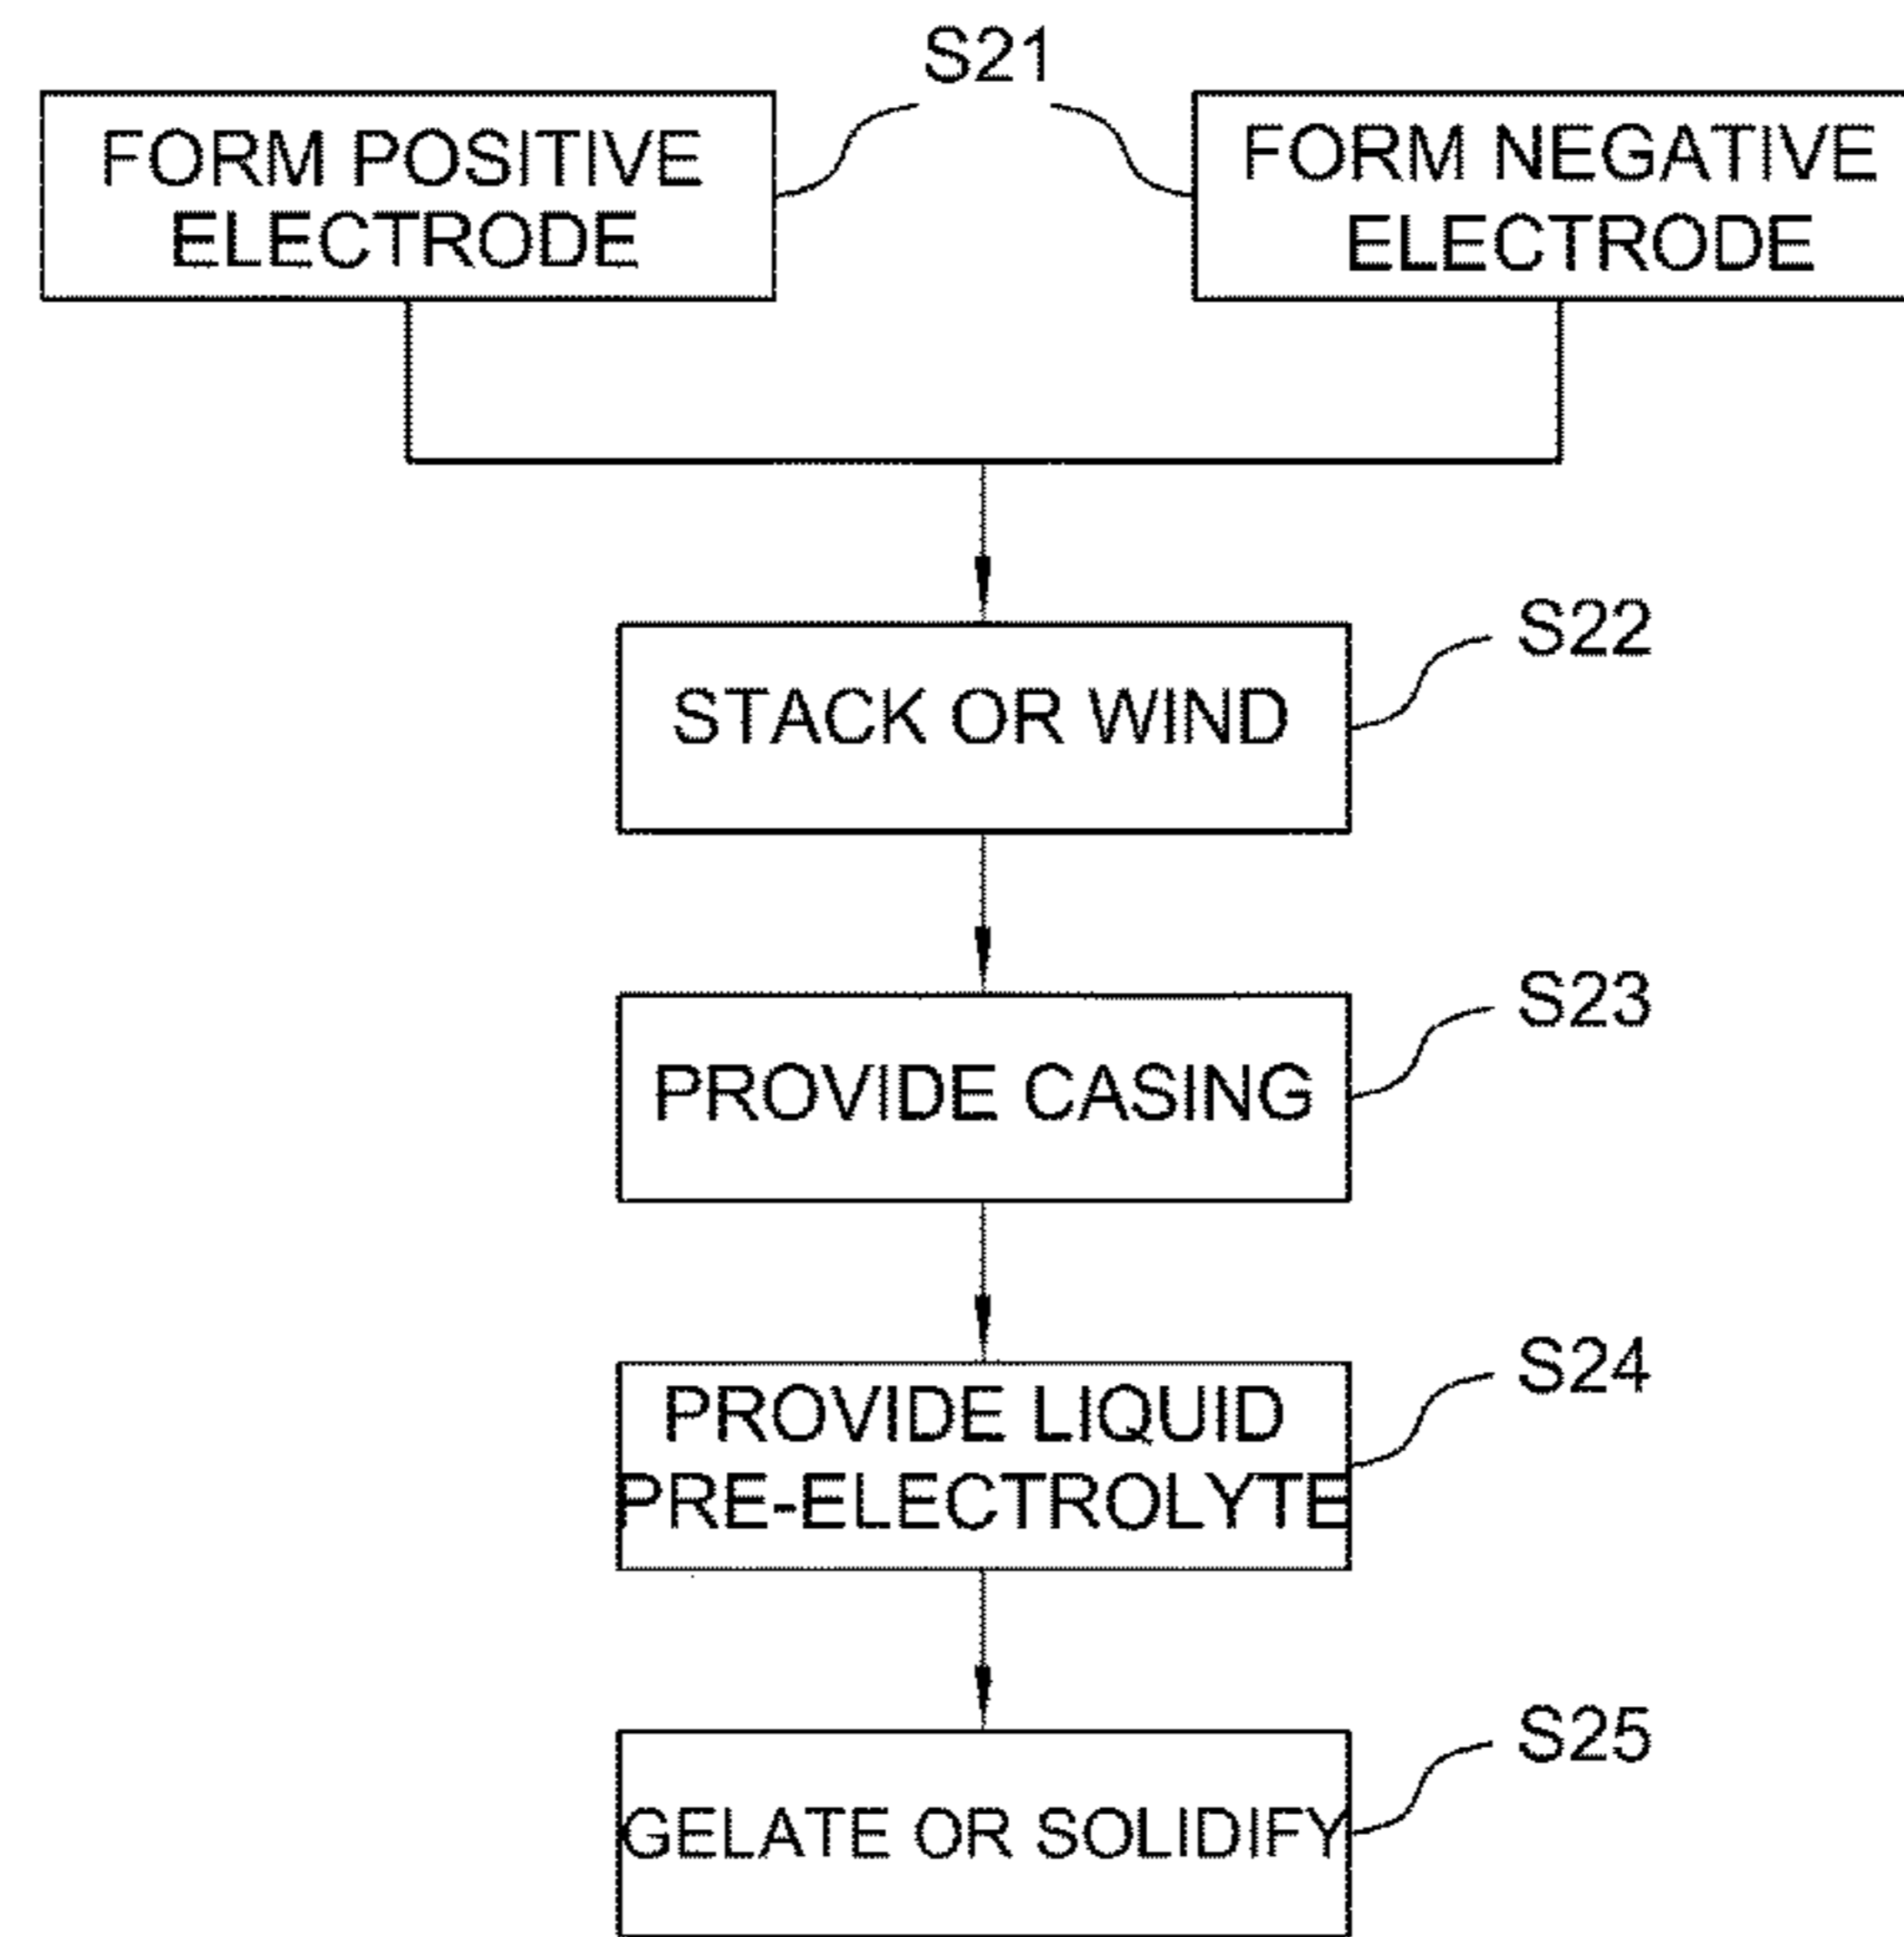 S21
FORM POSITIVE
ELECTRODE
FORM NEGATIVE
ELECTRODE
S22
STACK OR WIND
S23
PROVIDE CASING
S24
PROVIDE LIQUID
PRE-ELECTROLYTE
S25
GELATE OR SOLIDIFY